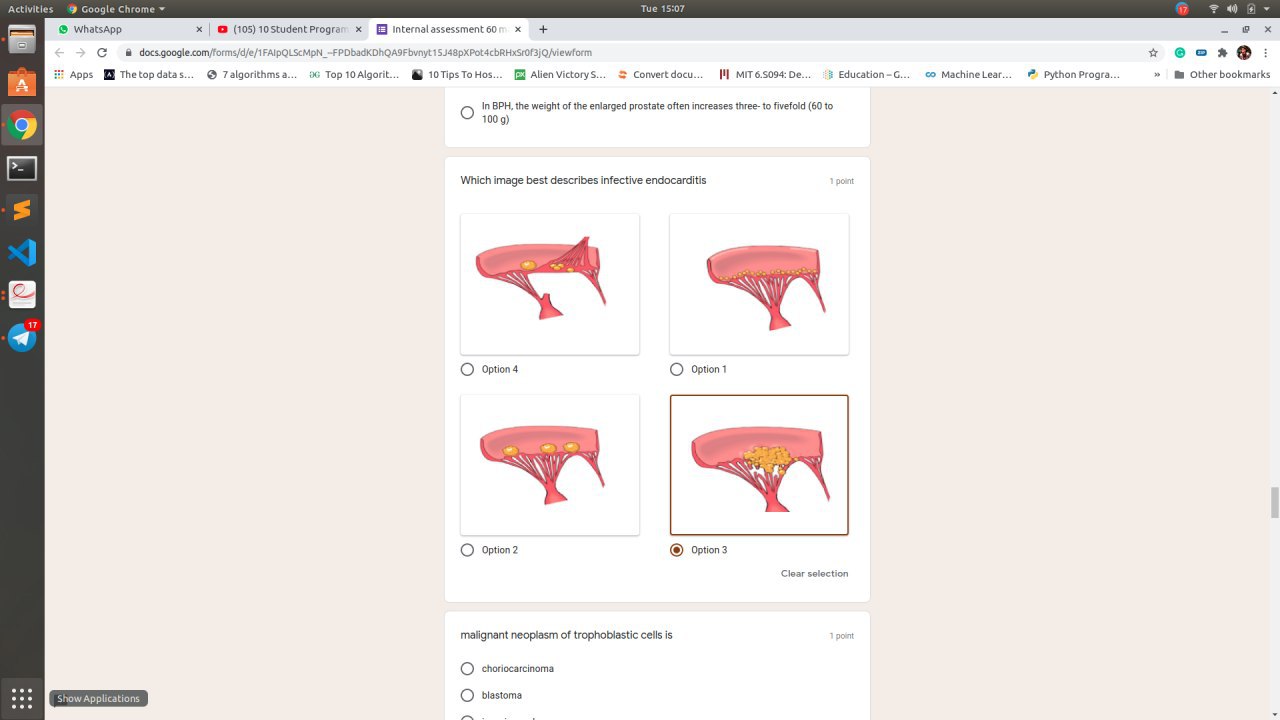 Activities
Google Chrome
Tue 15:07
17
WhatsApp
(105) 10 Student Program
Internal assessment 60 m
docs.google.com/forms/d/e/1FAIpQLScMpN_--FPDbadKDhQA9Fbvnyt15J48pXPot4cbRHxSr0f3jQ/viewform
Apps
The top data s...
7 algorithms a...
Top 10 Algorit...
10 Tips To Hos...
Alien Victory S...
Convert docu...
MIT 6.S094: De...
Education – G...
Machine Lear...
Python Progra...
»
Other bookmarks
In BPH, the weight of the enlarged prostate often increases three- to fivefold (60 to
100 g)
Which image best describes infective endocarditis
1 point
Option 4
Option 1
Option 2
Option 3
Clear selection
malignant neoplasm of trophoblastic cells is
1 point
choriocarcinoma
blastoma
17
Show Applications